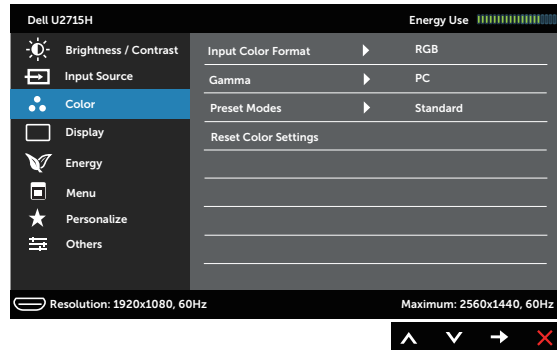 Dell U2715H Energy Use
Brightness / Contrast Input Color Format RGB
Input Source Gamma PC
Color Preset Modes Standard
Display Reset Color Settings
Energy
Menu
Personalize
Others
Resolution: 1920x1080, 60Hz Maximum: 2560x1440, 60Hz